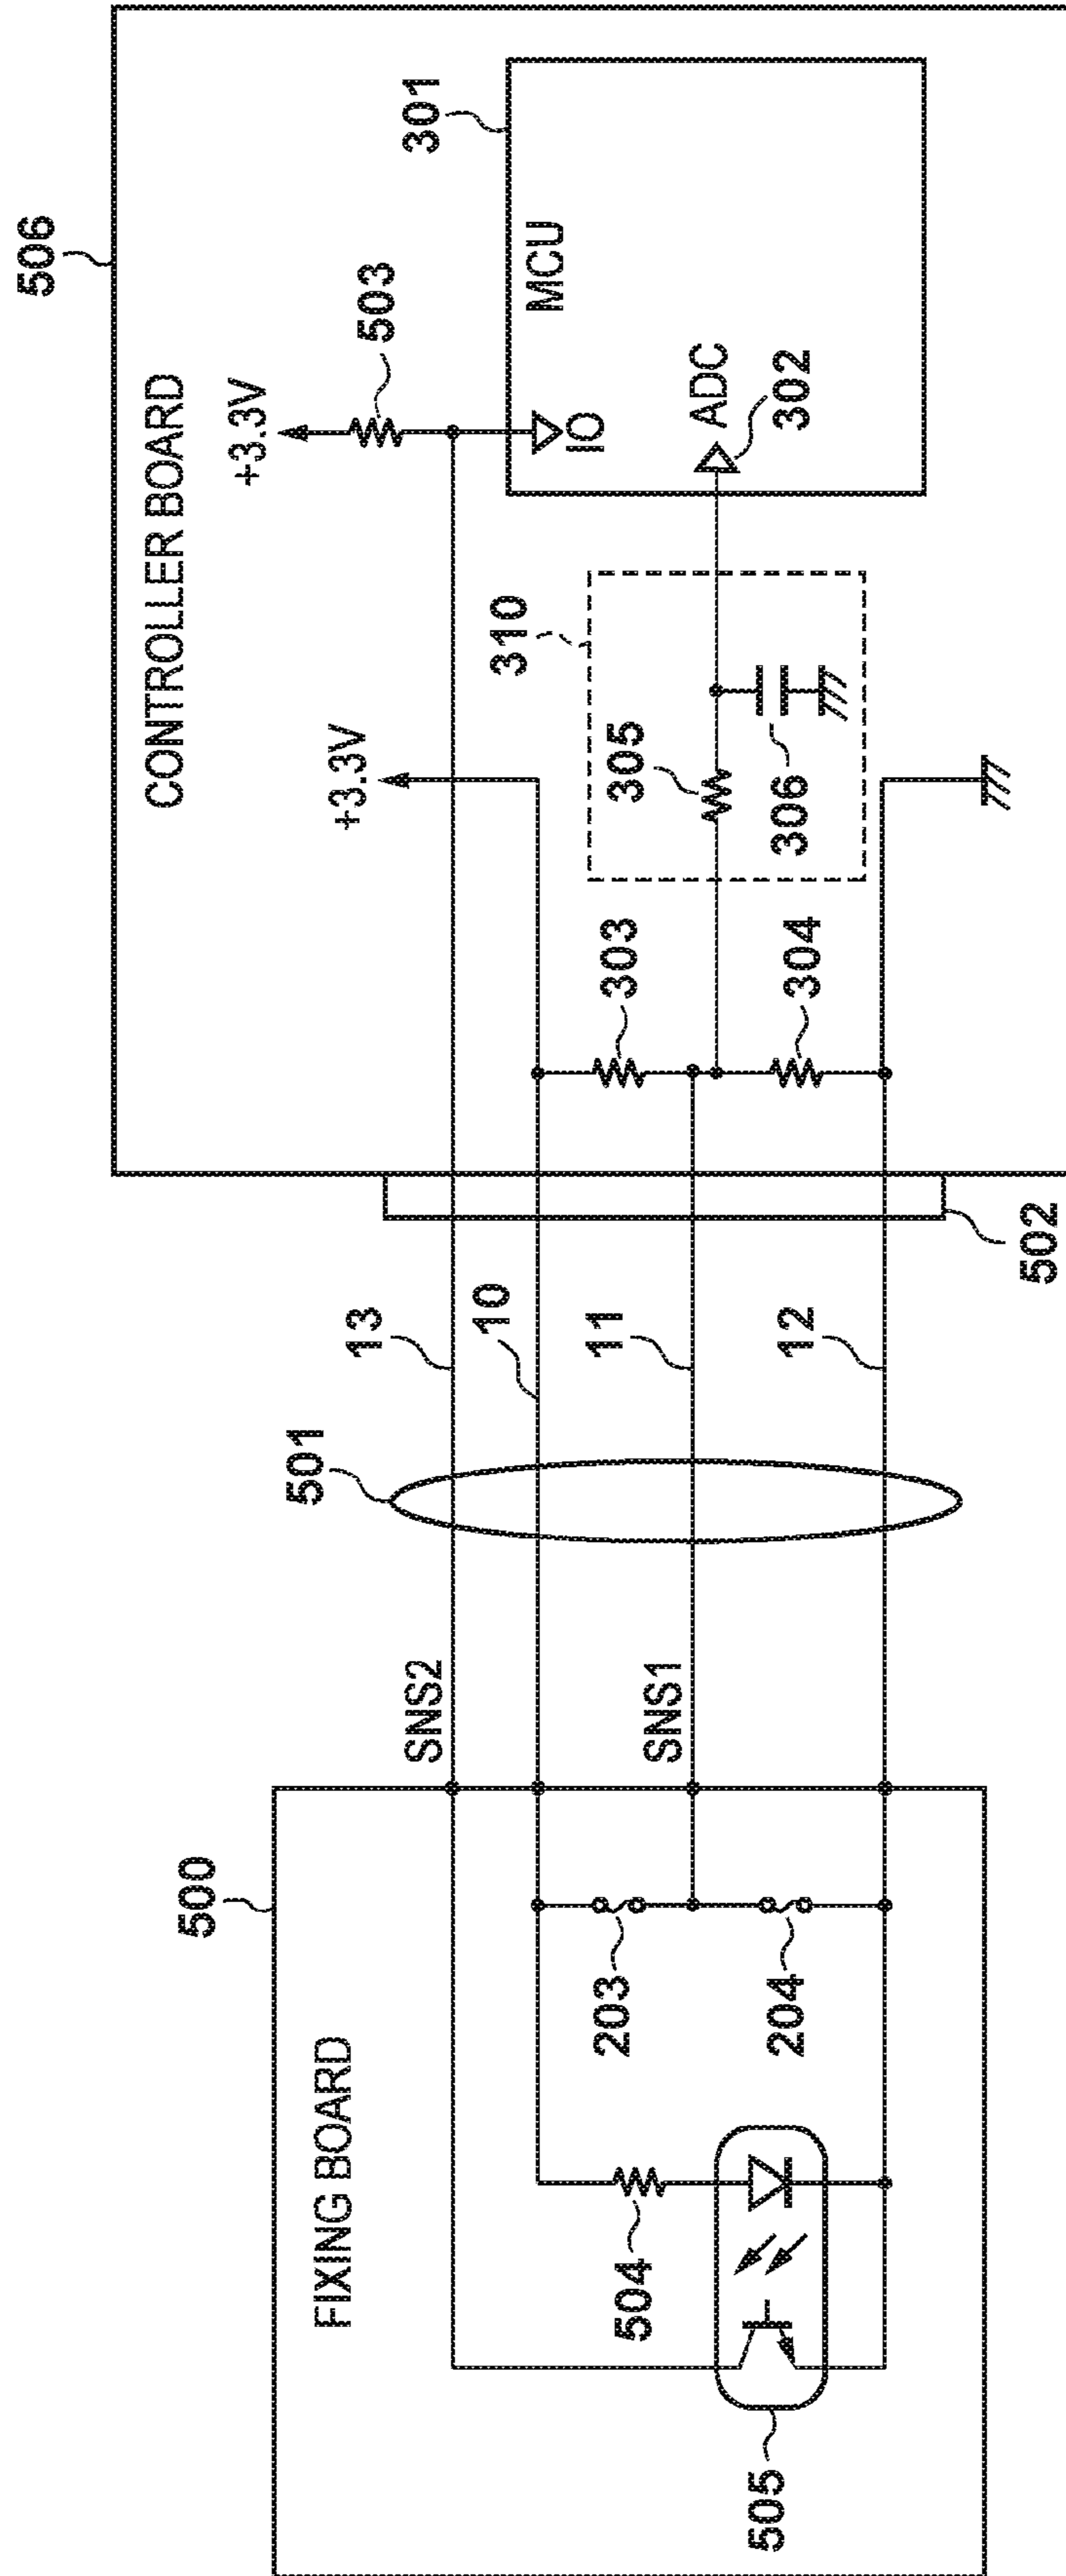 506
CONTROLLER BOARD
+3.3V
503
301
MCU
IO
ADC
302
+3.3V
310
305
306
303
304
502
13
10
11
12
501
SNS2
SNS1
500
FIXING BOARD
203
204
504
505